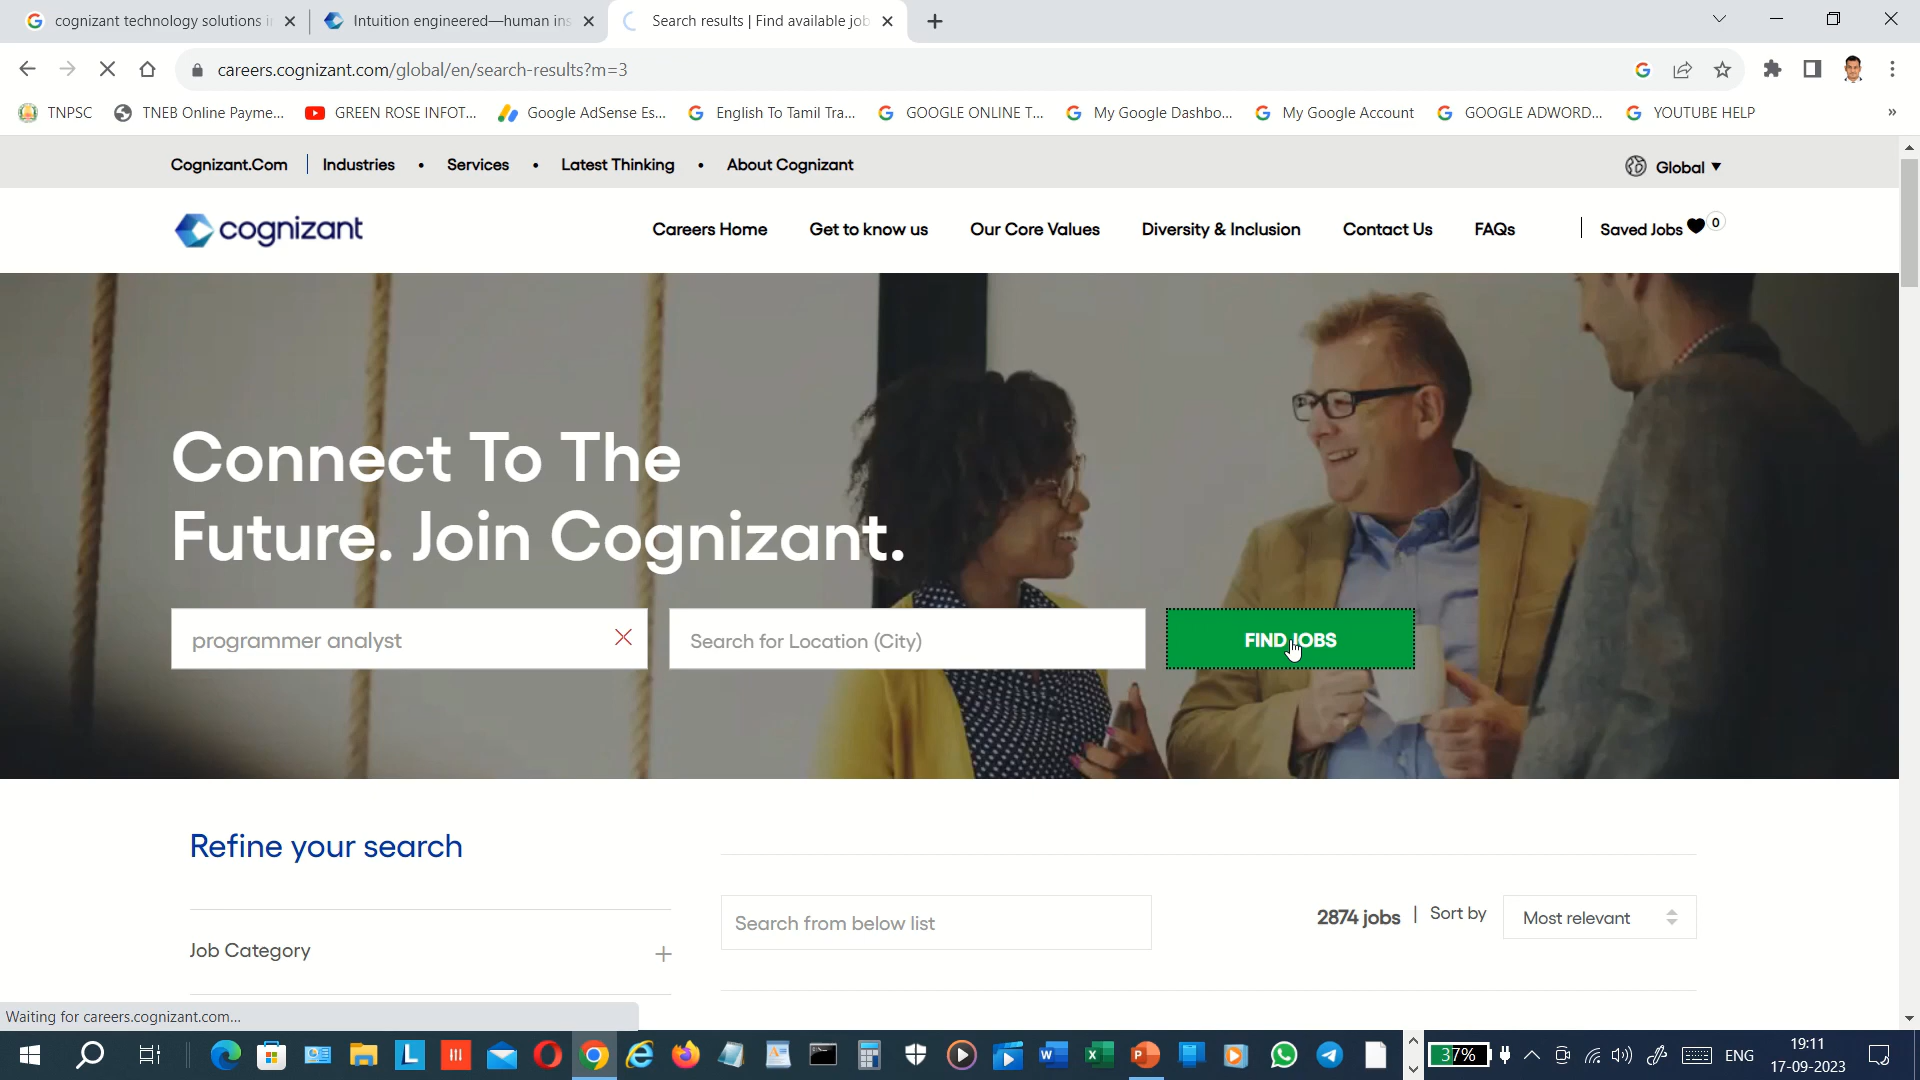 cognizant technology solutions i
Intuition engineered—human ins
Search results | Find available job
careers.cognizant.com/global/en/search-results?m=3
TNPSC
TNEB Online Payme...
GREEN ROSE INFOT...
Google AdSense Es...
English To Tamil Tra...
GOOGLE ONLINE T...
My Google Dashbo...
My Google Account
GOOGLE ADWORD...
YOUTUBE HELP
»
Cognizant.Com | Industries • Services • Latest Thinking • About Cognizant
Global
cognizant
Careers Home
Get to know us
Our Core Values
Diversity & Inclusion
Contact Us
FAQs
Saved Jobs 0
Connect To The
Future. Join Cognizant.
programmer analyst
Search for Location (City)
FIND JOBS
Refine your search
Search from below list
2874 jobs | Sort by
Most relevant
Job Category +
Waiting for careers.cognizant.com...
37%
ENG
19:11
17-09-2023